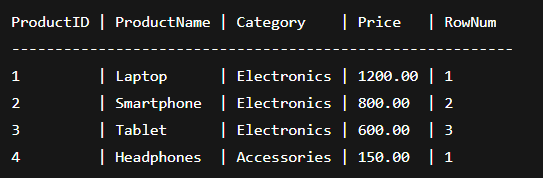 ProductID | ProductName | Category    | Price   | RowNum
---------------------------------------------------------
1         | Laptop      | Electronics | 1200.00 | 1
2         | Smartphone  | Electronics | 800.00  | 2
3         | Tablet      | Electronics | 600.00  | 3
4         | Headphones  | Accessories | 150.00  | 1